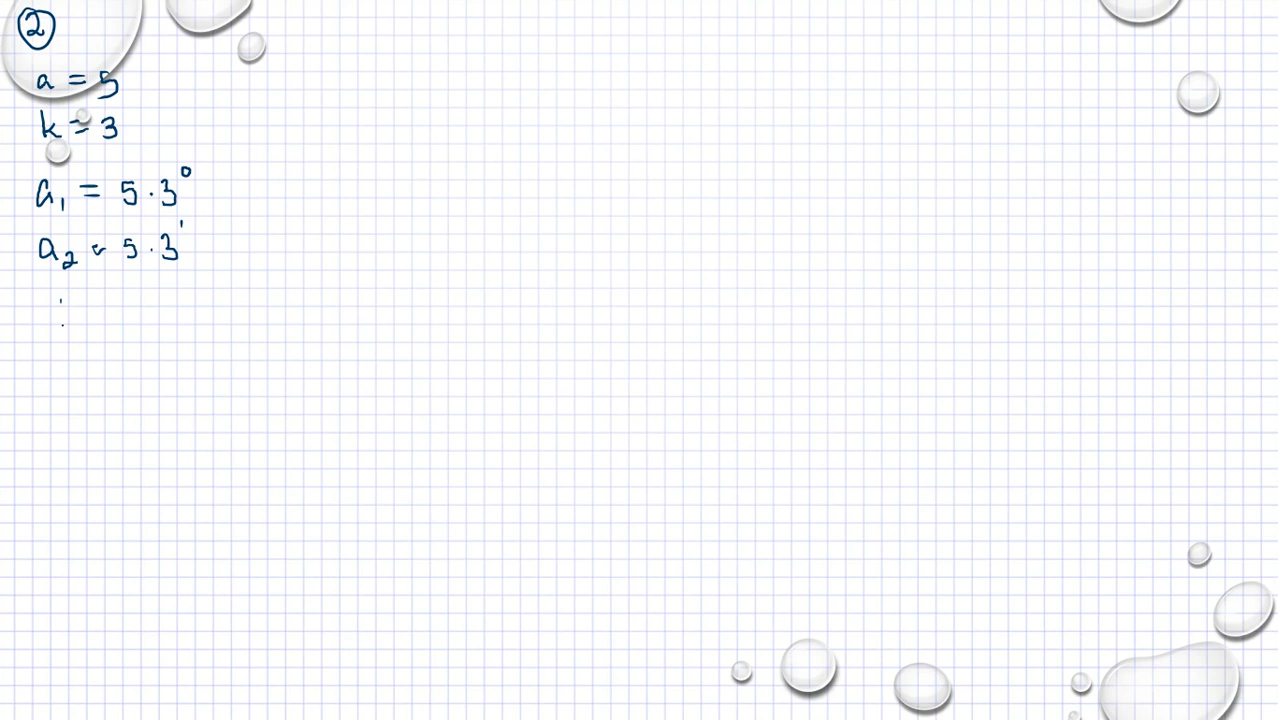 ②
a = 5
k = 3
a₁ = 5 · 3⁰
a₂ = 5 · 3¹
⋮